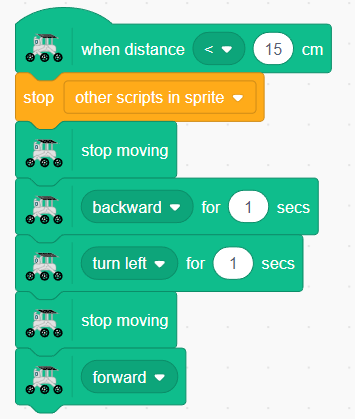 when distance < 15 cm
stop other scripts in sprite
stop moving
backward for 1 secs
turn left for 1 secs
stop moving
forward